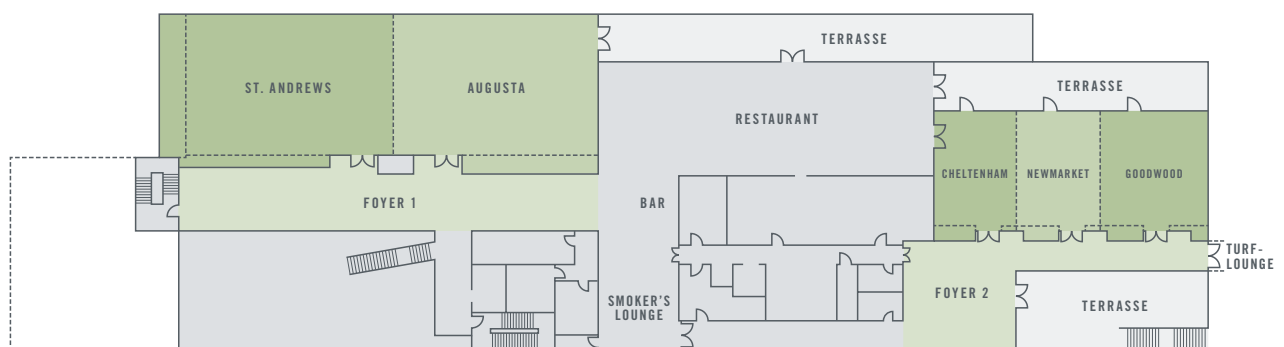 TERRASSE
ST. ANDREWS
AUGUSTA
TERRASSE
RESTAURANT
CHELTENHAM
NEWMARKET
GOODWOOD
FOYER 1
BAR
TURF-
LOUNGE
FOYER 2
SMOKER'S
LOUNGE
TERRASSE